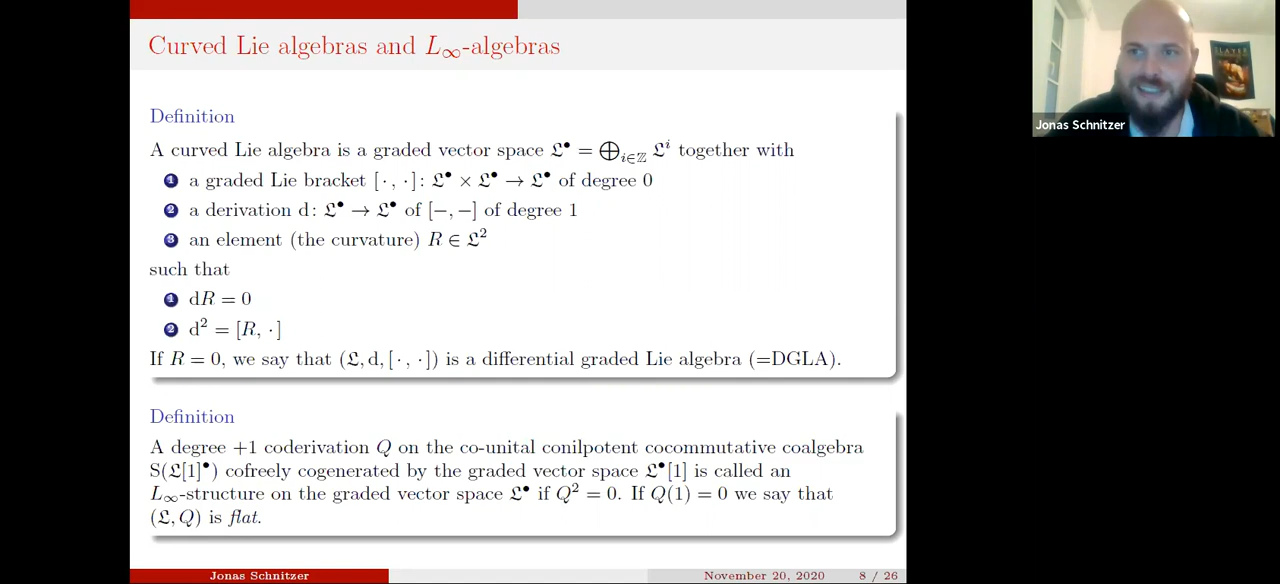 Curved Lie algebras and L∞-algebras
Definition
A curved Lie algebra is a graded vector space 𝔏• = ⨁i∈ℤ 𝔏i together with
1 a graded Lie bracket [ · , · ]: 𝔏• × 𝔏• → 𝔏• of degree 0
2 a derivation d: 𝔏• → 𝔏• of [−, −] of degree 1
3 an element (the curvature) R ∈ 𝔏²
such that
1 dR = 0
2 d² = [R, · ]
If R = 0, we say that (𝔏, d, [ · , · ]) is a differential graded Lie algebra (=DGLA).
Definition
A degree +1 coderivation Q on the co-unital conilpotent cocommutative coalgebra
S(𝔏[1]•) cofreely cogenerated by the graded vector space 𝔏•[1] is called an
L∞-structure on the graded vector space 𝔏• if Q² = 0. If Q(1) = 0 we say that
(𝔏, Q) is flat.
Jonas Schnitzer
November 20, 2020
8 / 26
Jonas Schnitzer
SLAYER